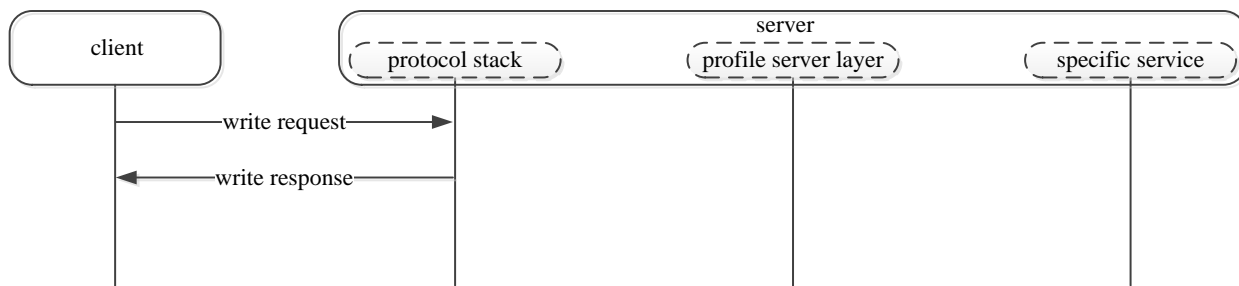 client
server
protocol stack
profile server layer
specific service
write request
write response